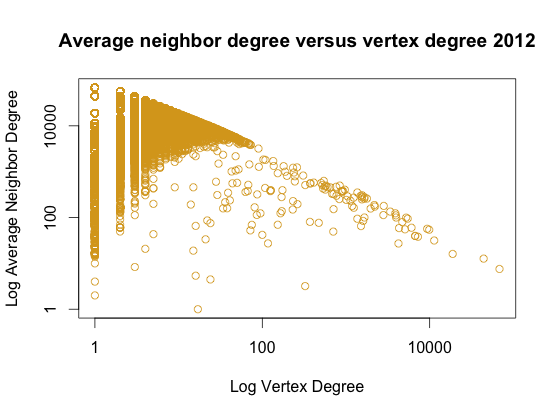 Average neighbor degree versus vertex degree 2012
Log Average Neighbor Degree
10000
100
1
1 100 10000
Log Vertex Degree